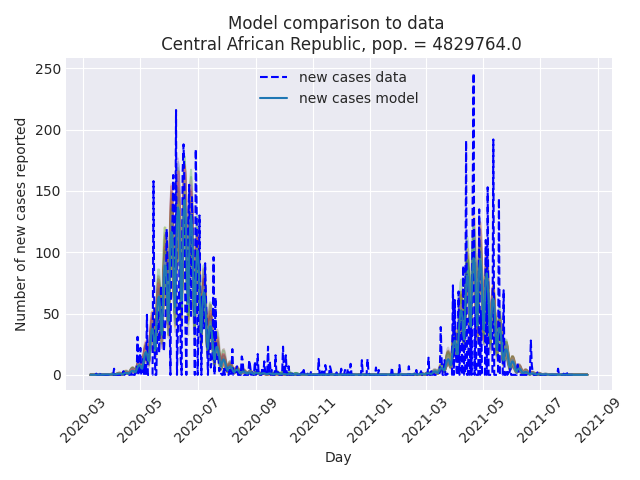 Model comparison to data
Central African Republic, pop. = 4829764.0
new cases data
new cases model
Number of new cases reported
250
200
150
100
50
0
2020-03
2020-05
2020-07
2020-09
2020-11
2021-01
2021-03
2021-05
2021-07
2021-09
Day